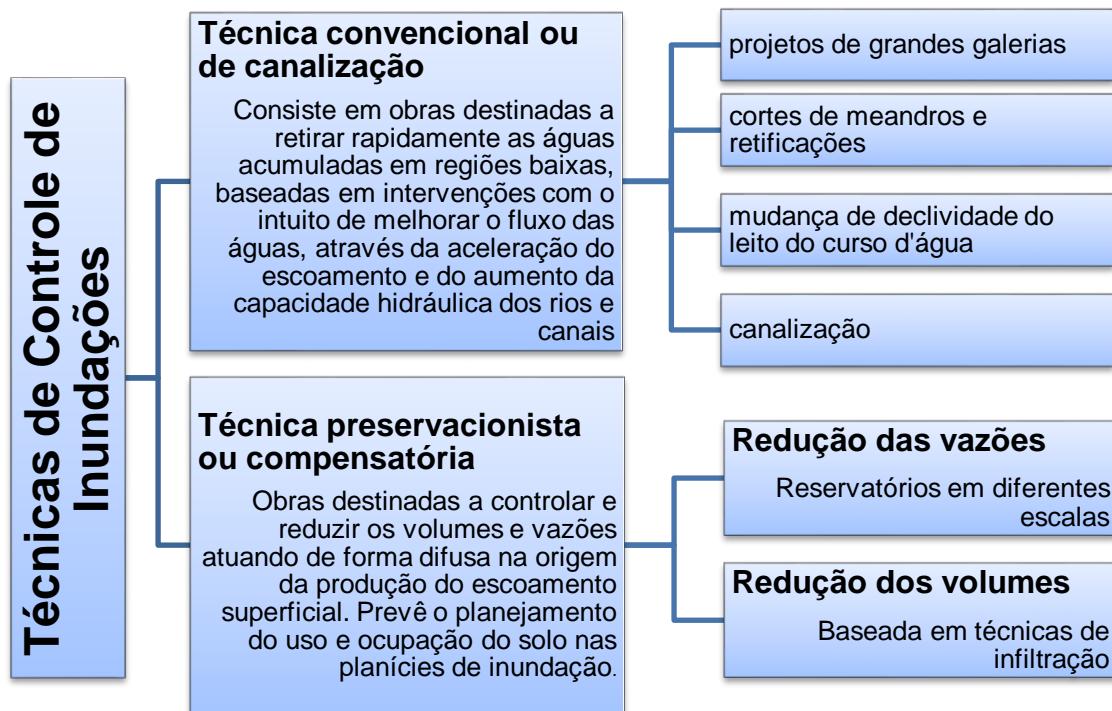 Técnicas de Controle de
Inundações
Técnica convencional ou
de canalização
Consiste em obras destinadas a
retirar rapidamente as águas
acumuladas em regiões baixas,
baseadas em intervenções com o
intuito de melhorar o fluxo das
águas, através da aceleração do
escoamento e do aumento da
capacidade hidráulica dos rios e
canais
projetos de grandes galerias
cortes de meandros e
retificações
mudança de declividade do
leito do curso d'água
canalização
Técnica preservacionista
ou compensatória
Obras destinadas a controlar e
reduzir os volumes e vazões
atuando de forma difusa na origem
da produção do escoamento
superficial. Prevê o planejamento
do uso e ocupação do solo nas
planícies de inundação.
Redução das vazões
Reservatórios em diferentes
escalas
Redução dos volumes
Baseada em técnicas de
infiltração